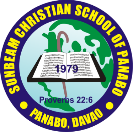 SUNBEAM CHRISTIAN SCHOOL OF PANABO
1979
Proverbs 22:6
PANABO, DAVAO